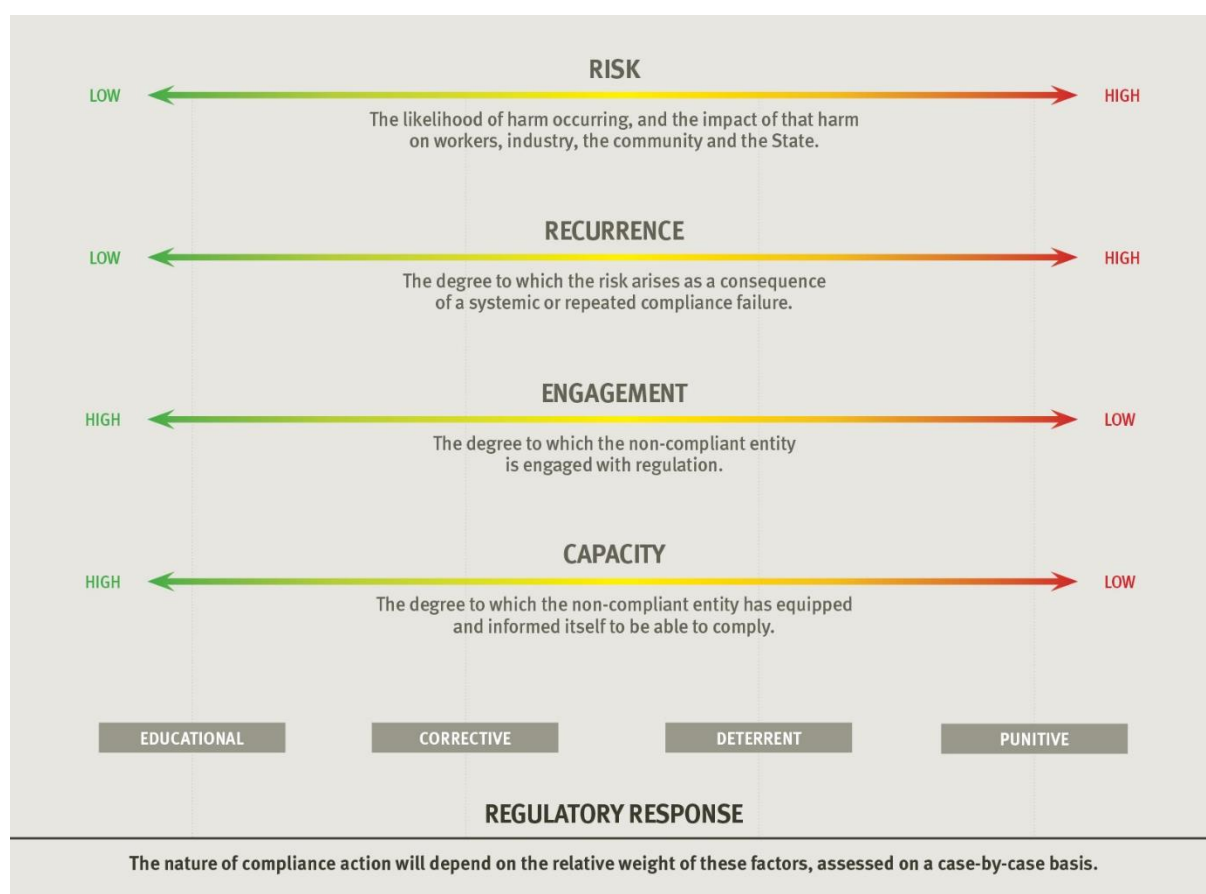 RISK
LOW
HIGH
The likelihood of harm occurring, and the impact of that harm
on workers, industry, the community and the State.
RECURRENCE
LOW
HIGH
The degree to which the risk arises as a consequence
of a systemic or repeated compliance failure.
ENGAGEMENT
HIGH
LOW
The degree to which the non-compliant entity
is engaged with regulation.
CAPACITY
HIGH
LOW
The degree to which the non-compliant entity has equipped
and informed itself to be able to comply.
EDUCATIONAL
CORRECTIVE
DETERRENT
PUNITIVE
REGULATORY RESPONSE
The nature of compliance action will depend on the relative weight of these factors, assessed on a case-by-case basis.